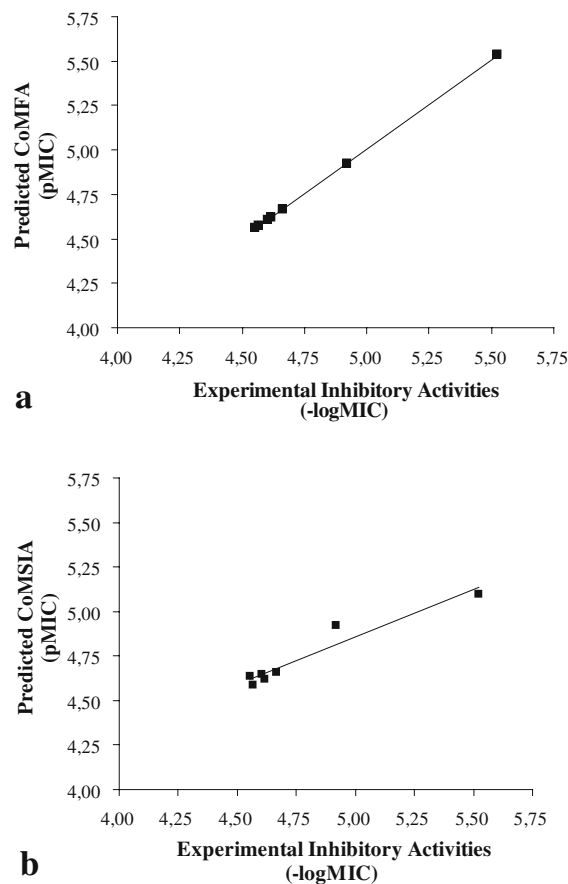 5,75
5,50
5,25
5,00
4,75
4,50
4,25
4,00
Predicted CoMFA
(pMIC)
4,00 4,25 4,50 4,75 5,00 5,25 5,50 5,75
Experimental Inhibitory Activities
(-logMIC)
a
5,75
5,50
5,25
5,00
4,75
4,50
4,25
4,00
Predicted CoMSIA
(pMIC)
4,00 4,25 4,50 4,75 5,00 5,25 5,50 5,75
Experimental Inhibitory Activities
(-logMIC)
b